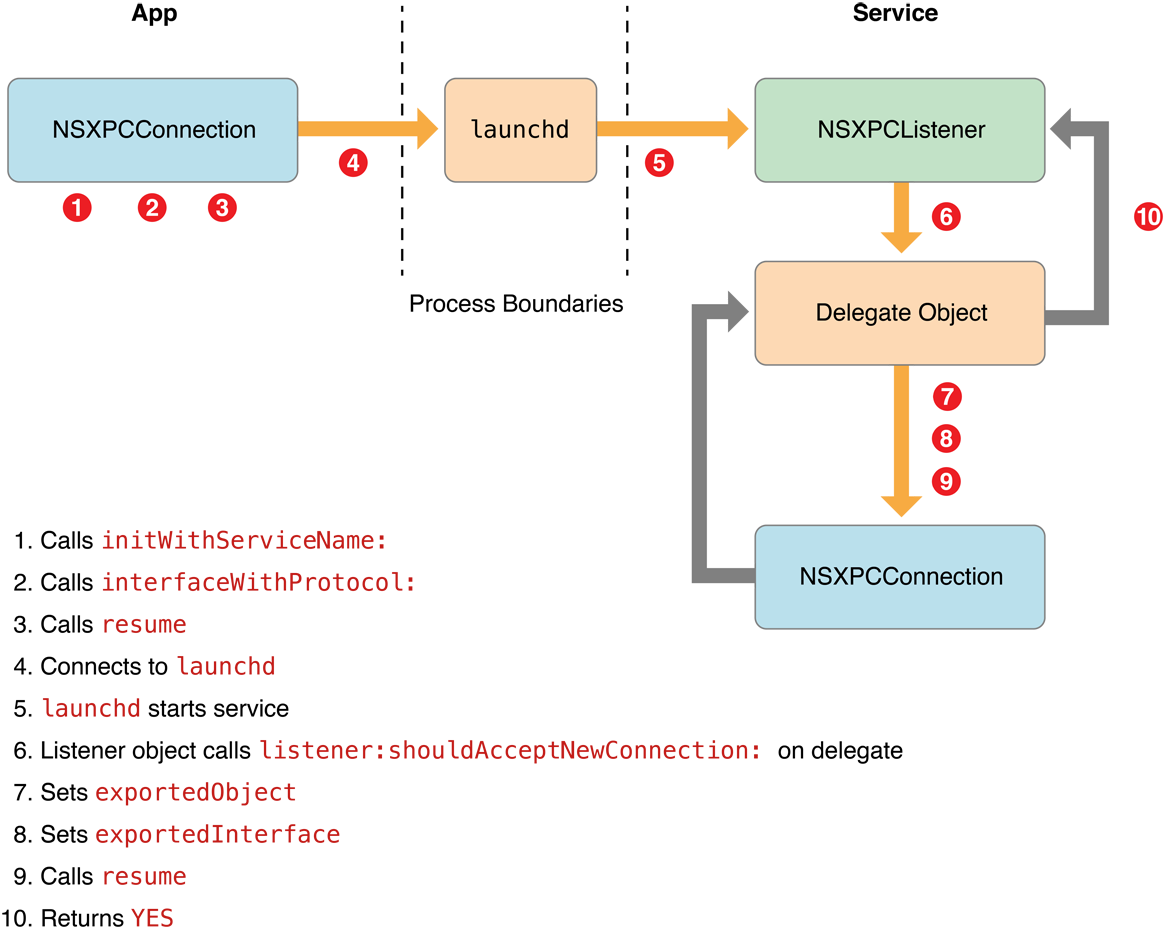 App
Service
NSXPCConnection
launchd
NSXPCListener
4
5
1
2
3
6
10
Process Boundaries
Delegate Object
7
8
9
NSXPCConnection
1. Calls initWithServiceName:
2. Calls interfaceWithProtocol:
3. Calls resume
4. Connects to launchd
5. launchd starts service
6. Listener object calls listener:shouldAcceptNewConnection: on delegate
7. Sets exportedObject
8. Sets exportedInterface
9. Calls resume
10. Returns YES